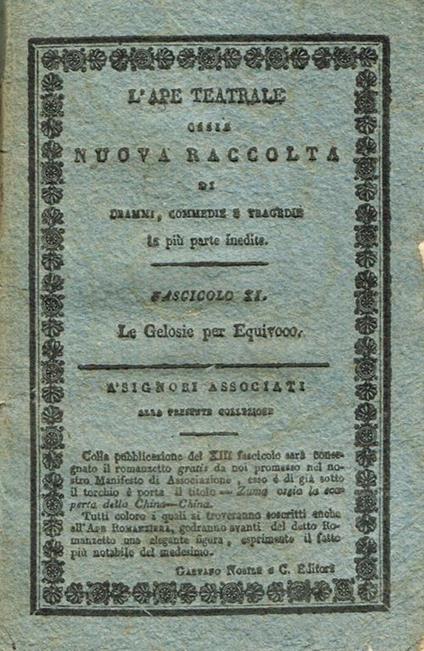 L'APE TEATRALE
OSSIA
NUOVA RACCOLTA
DI
DRAMMI, COMMEDIE E TRAGEDIE
la più parte inedite.
FASCICOLO XI.
Le Gelosie per Equivoco.
A'SIGNORI ASSOCIATI
ALLA PRESENTE COLLEZIONE
Colla pubblicazione del XIII fascicolo sarà conse-
gnato il romanzetto gratis da noi promesso nel no-
stro Manifesto di Associazione, esso è di già sotto
il torchio è porta il titolo — Zuma ossia la sco-
perta della China—China.
Tutti coloro i quali si troveranno soscritti anche
all'APE ROMANZIERA, godranno avanti del detto Ro-
manzetto una elegante figura, esprimente il fatto
più notabile del medesimo.
GAETANO NOBILE e C. Editori